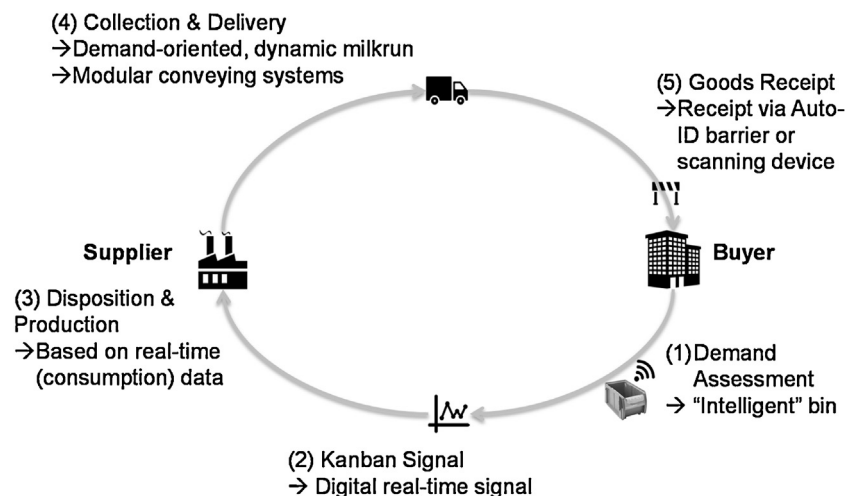 (4) Collection & Delivery
→Demand-oriented, dynamic milkrun
→Modular conveying systems
(5) Goods Receipt
→Receipt via Auto-
ID barrier or
scanning device
Supplier
Buyer
(3) Disposition &
Production
→Based on real-time
(consumption) data
(1)Demand
Assessment
→ “Intelligent” bin
(2) Kanban Signal
→ Digital real-time signal